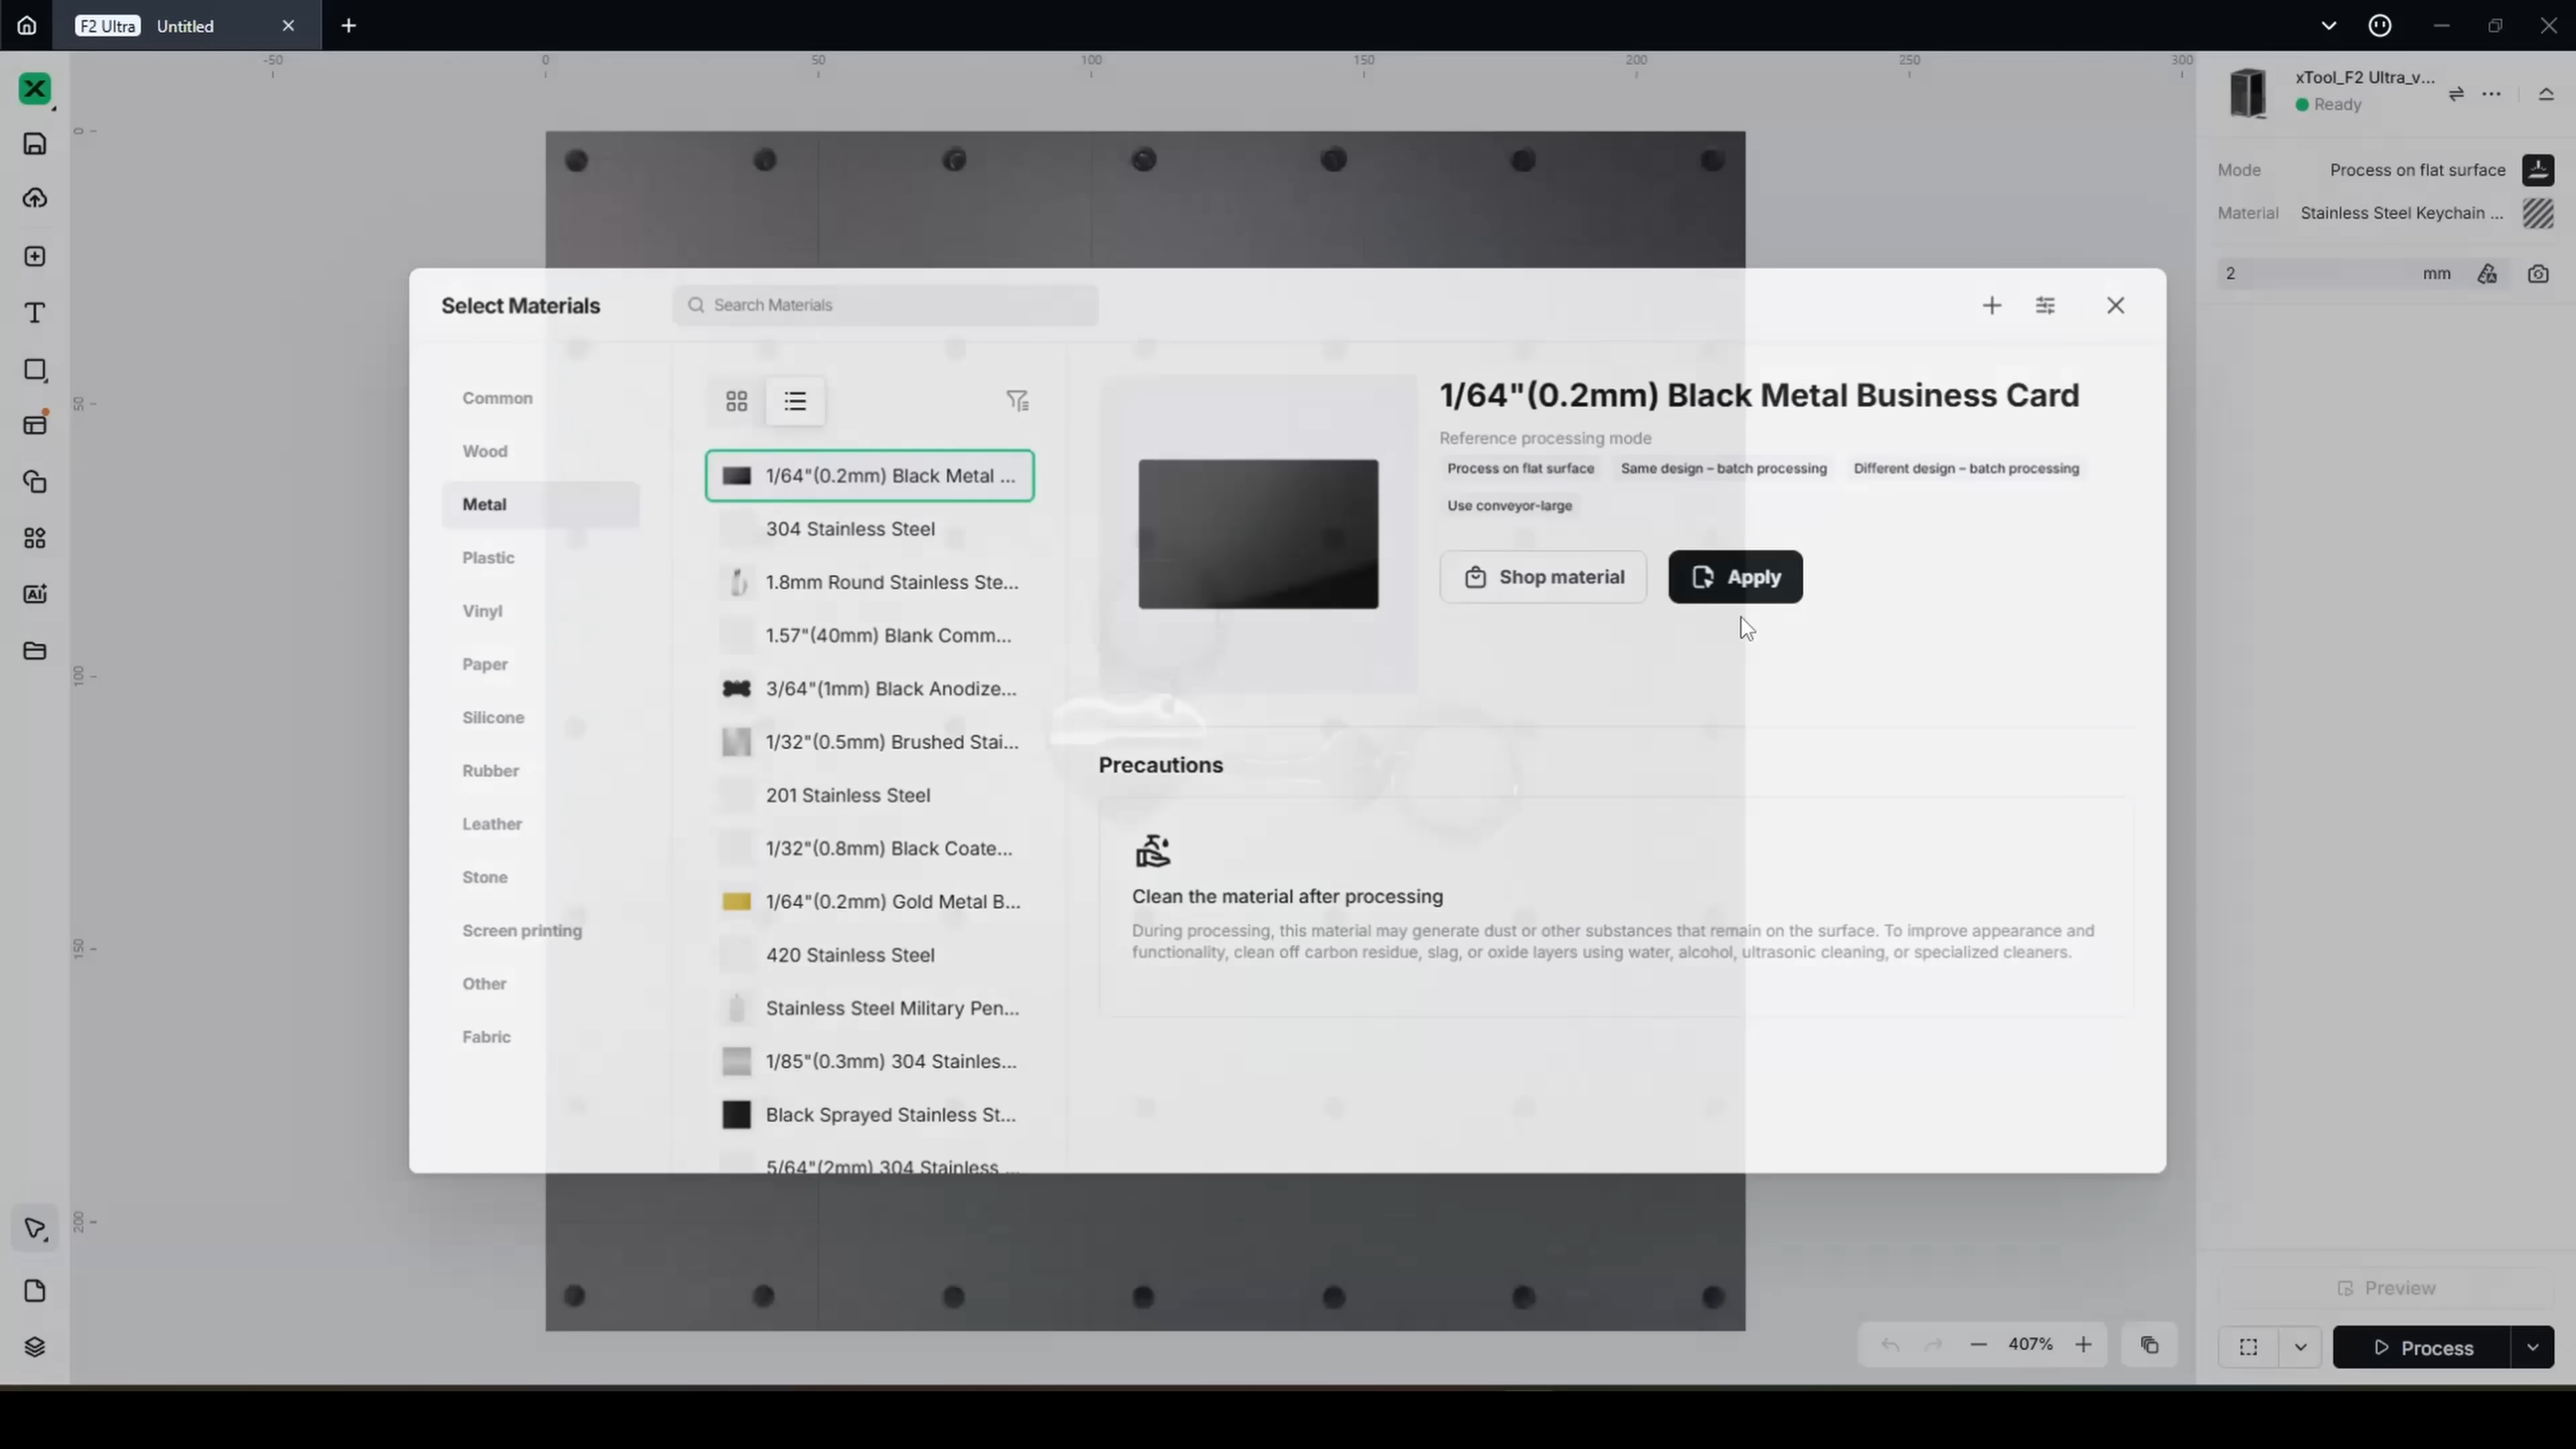 F2 Ultra Untitled
-50 0 50 100 150 200 250 300
0
50
100
150
200
xTool_F2 Ultra_v...
Ready
Mode Process on flat surface
Material Stainless Steel Keychain ...
2 mm
Select Materials
Search Materials
Common
Wood
Metal
Plastic
Vinyl
Paper
Silicone
Rubber
Leather
Stone
Screen printing
Other
Fabric
1/64"(0.2mm) Black Metal ...
304 Stainless Steel
1.8mm Round Stainless Ste...
1.57"(40mm) Blank Comm...
3/64"(1mm) Black Anodize...
1/32"(0.5mm) Brushed Stai...
201 Stainless Steel
1/32"(0.8mm) Black Coate...
1/64"(0.2mm) Gold Metal B...
420 Stainless Steel
Stainless Steel Military Pen...
1/85"(0.3mm) 304 Stainles...
Black Sprayed Stainless St...
5/64"(2mm) 304 Stainless ...
1/64"(0.2mm) Black Metal Business Card
Reference processing mode
Process on flat surface Same design – batch processing Different design – batch processing
Use conveyor-large
Shop material Apply
Precautions
Clean the material after processing
During processing, this material may generate dust or other substances that remain on the surface. To improve appearance and
functionality, clean off carbon residue, slag, or oxide layers using water, alcohol, ultrasonic cleaning, or specialized cleaners.
AI
407%
Preview
Process